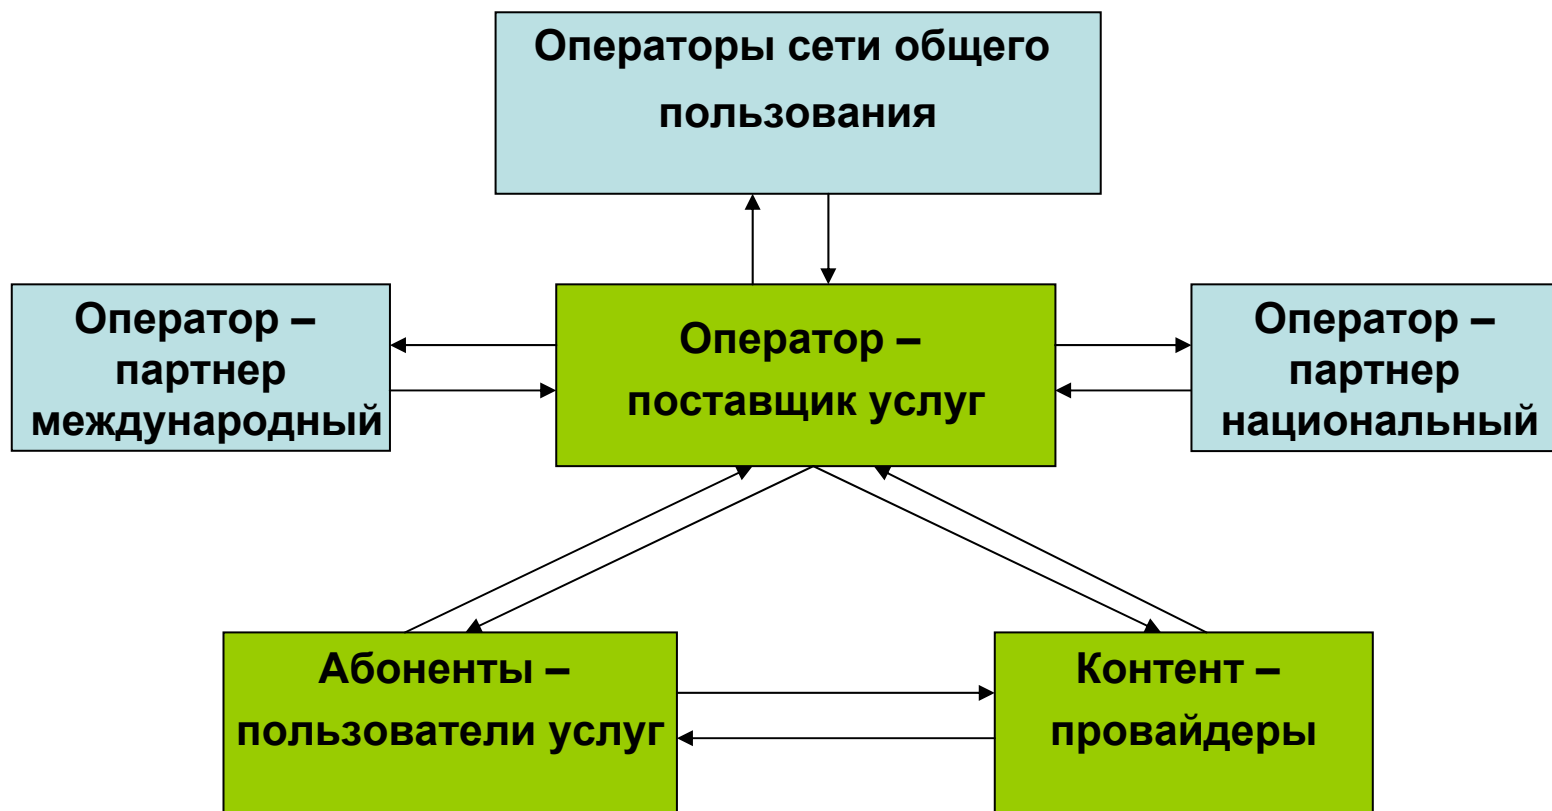 Операторы сети общего
пользования
Оператор –
партнер
международный
Оператор –
поставщик услуг
Оператор –
партнер
национальный
Абоненты –
пользователи услуг
Контент –
провайдеры